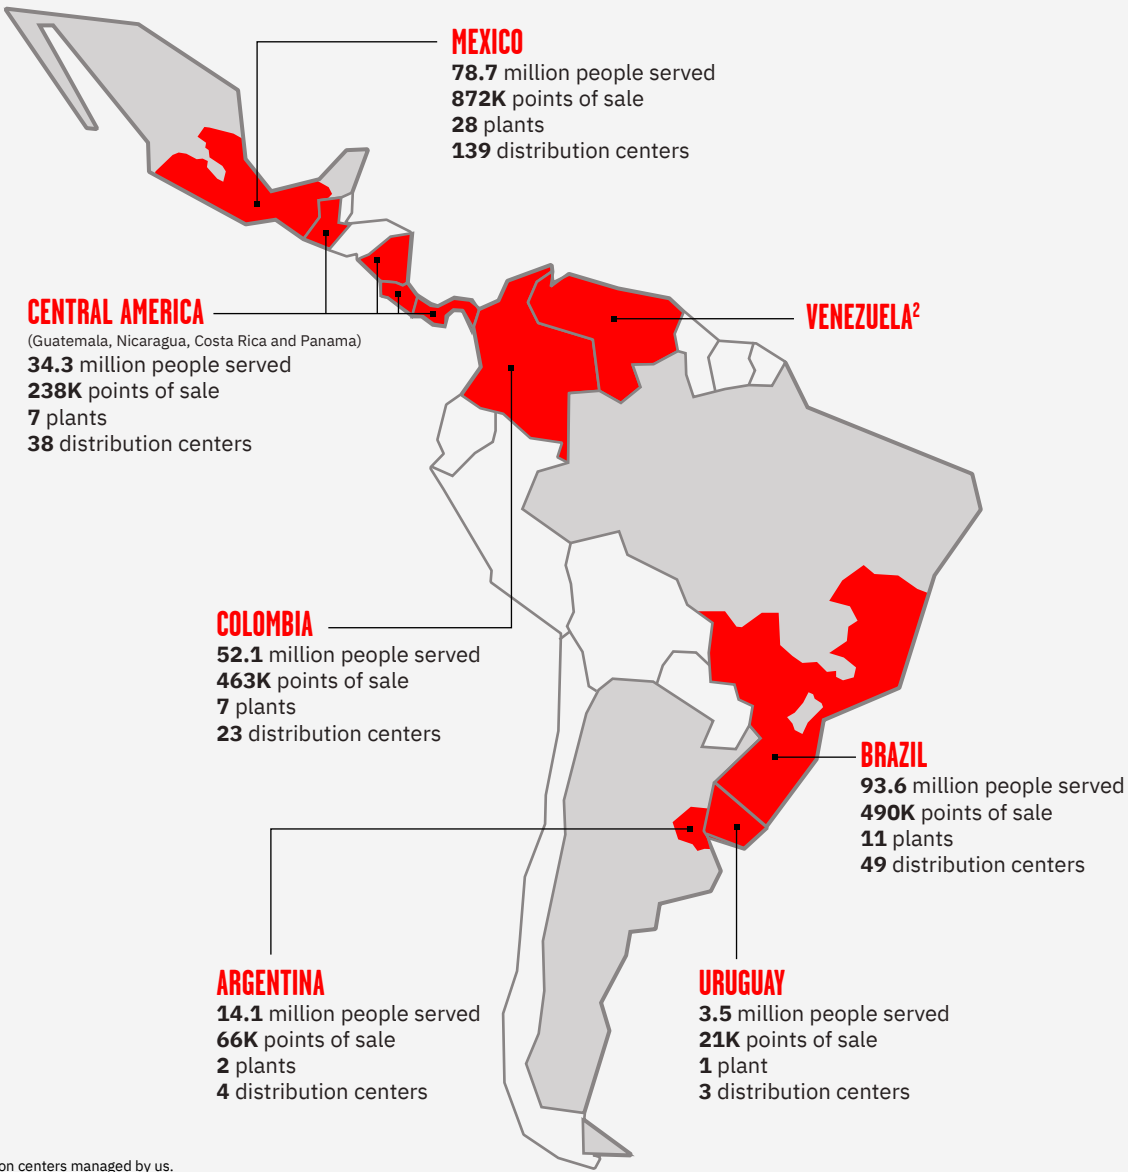 MEXICO
78.7 million people served
872K points of sale
28 plants
139 distribution centers
CENTRAL AMERICA
(Guatemala, Nicaragua, Costa Rica and Panama)
34.3 million people served
238K points of sale
7 plants
38 distribution centers
VENEZUELA²
COLOMBIA
52.1 million people served
463K points of sale
7 plants
23 distribution centers
BRAZIL
93.6 million people served
490K points of sale
11 plants
49 distribution centers
ARGENTINA
14.1 million people served
66K points of sale
2 plants
4 distribution centers
URUGUAY
3.5 million people served
21K points of sale
1 plant
3 distribution centers
centers managed by us.